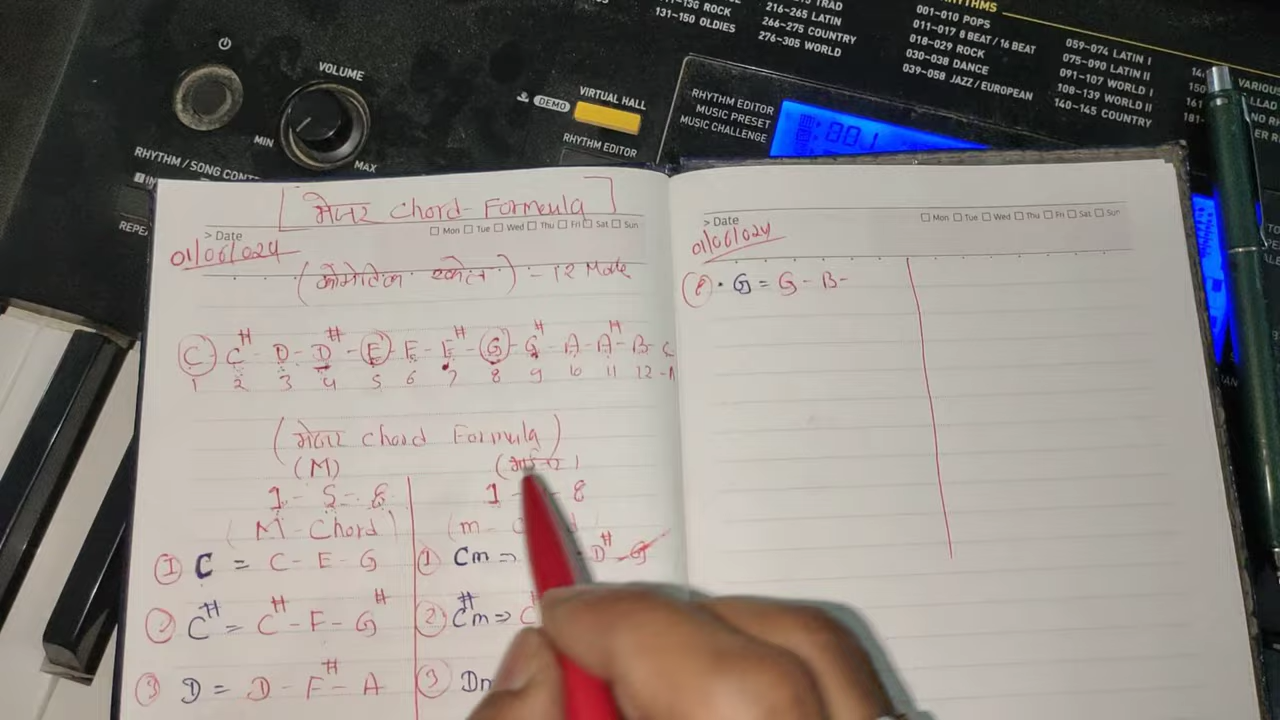 131-150 OLDIES
216-265 LATIN
266-275 COUNTRY
276-305 WORLD
001-010 POPS
011-017 8 BEAT / 16 BEAT
018-029 ROCK
030-038 DANCE
039-058 JAZZ / EUROPEAN
059-074 LATIN I
075-090 LATIN II
091-107 WORLD I
108-139 WORLD II
140-145 COUNTRY
VOLUME
MIN
MAX
DEMO
VIRTUAL HALL
RHYTHM EDITOR
RHYTHM EDITOR
MUSIC PRESET
MUSIC CHALLENGE
RHYTHM / SONG
[मेजर Chord-Formeula]
> Date
Mon Tue Wed Thu Fri Sat Sun
01/06/024
(क्रोमेटिक स्केल) - 12 Mode
C C# - D - D# - E - F - F# - G - G# - A - A# - B - C
1 2 3 4 5 6 7 8 9 10 11 12
(मेजर Chord Formula)
(M)
1 - 5 - 8
(M - Chord)
① C = C - E - G
② C# = C# - F - G#
③ D = D - F# - A
1 8
(m -
① Cm => D# - G
② C#m => C
③ Dm
> Date
Mon Tue Wed Thu Fri Sat Sun
01/06/024
⑧ • G = G - B -